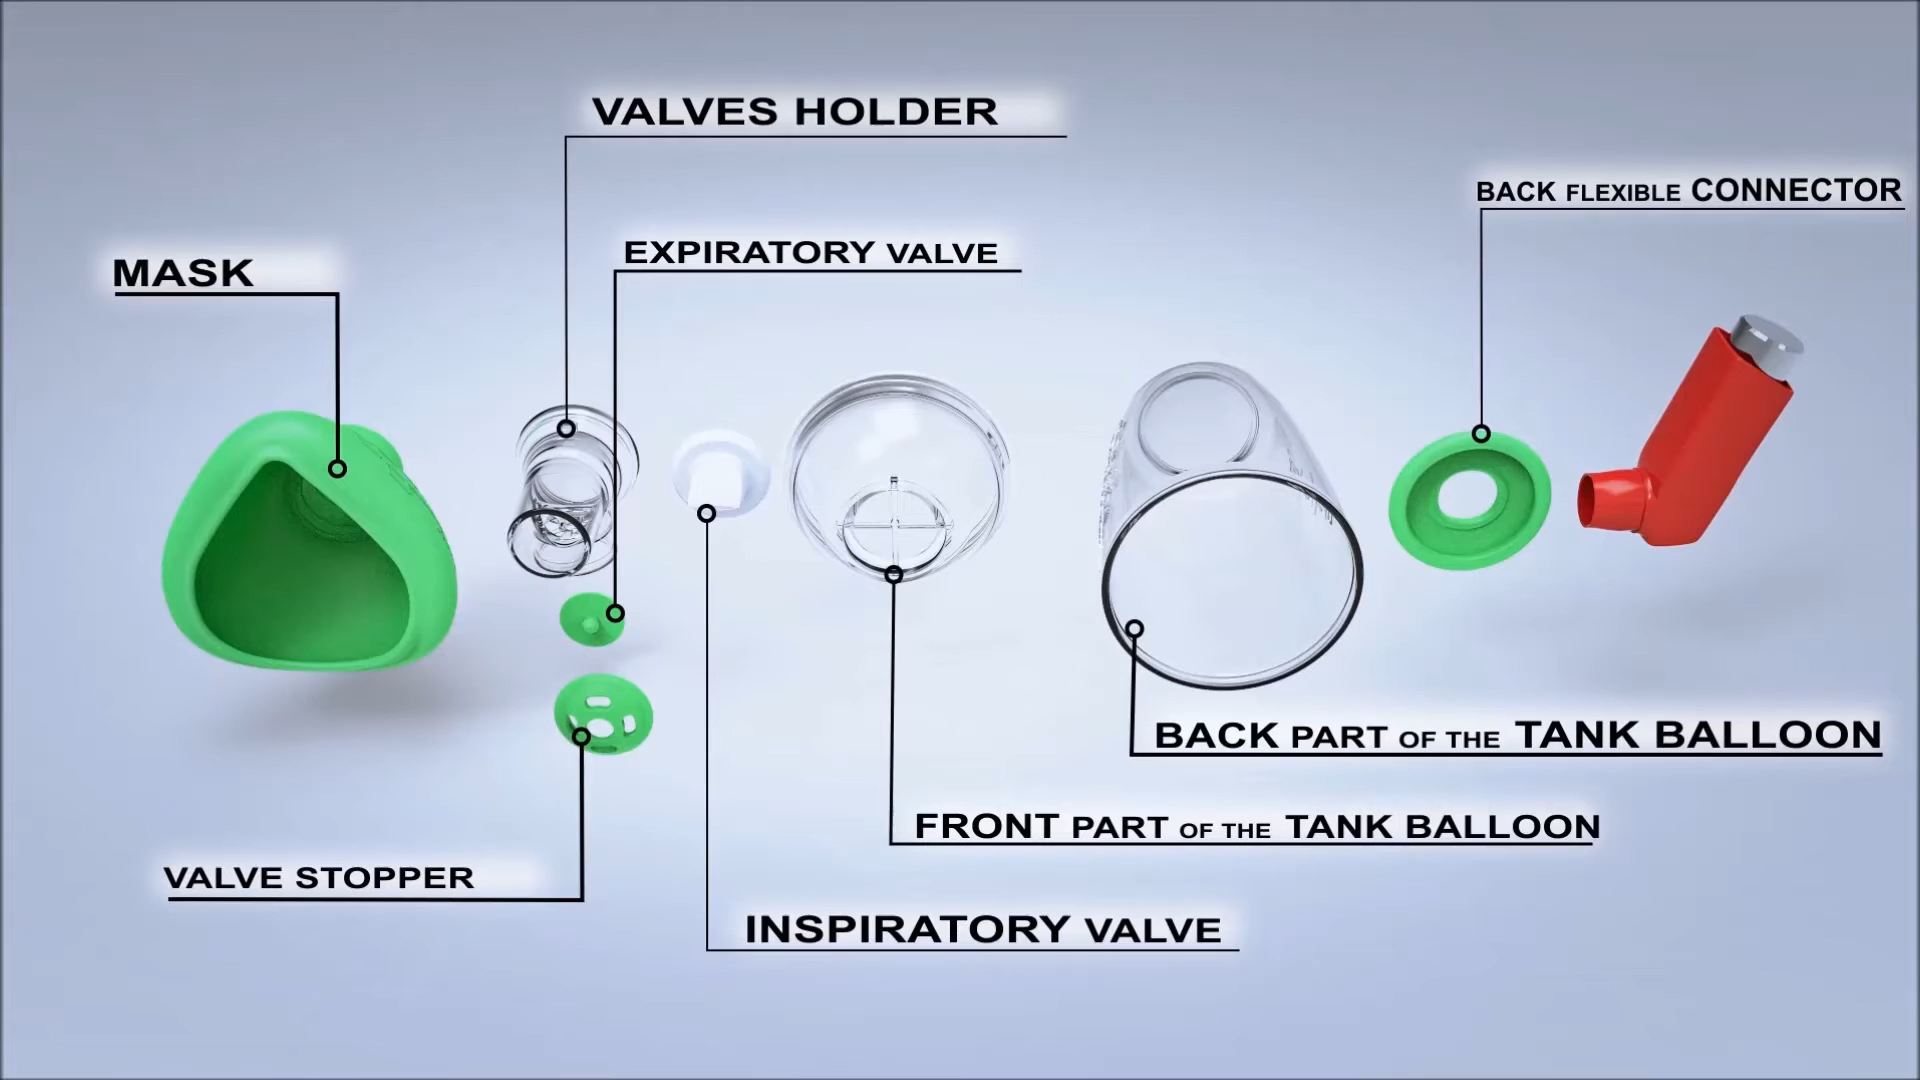 VALVES HOLDER
BACK FLEXIBLE CONNECTOR
EXPIRATORY VALVE
MASK
BACK PART OF THE TANK BALLOON
FRONT PART OF THE TANK BALLOON
VALVE STOPPER
INSPIRATORY VALVE